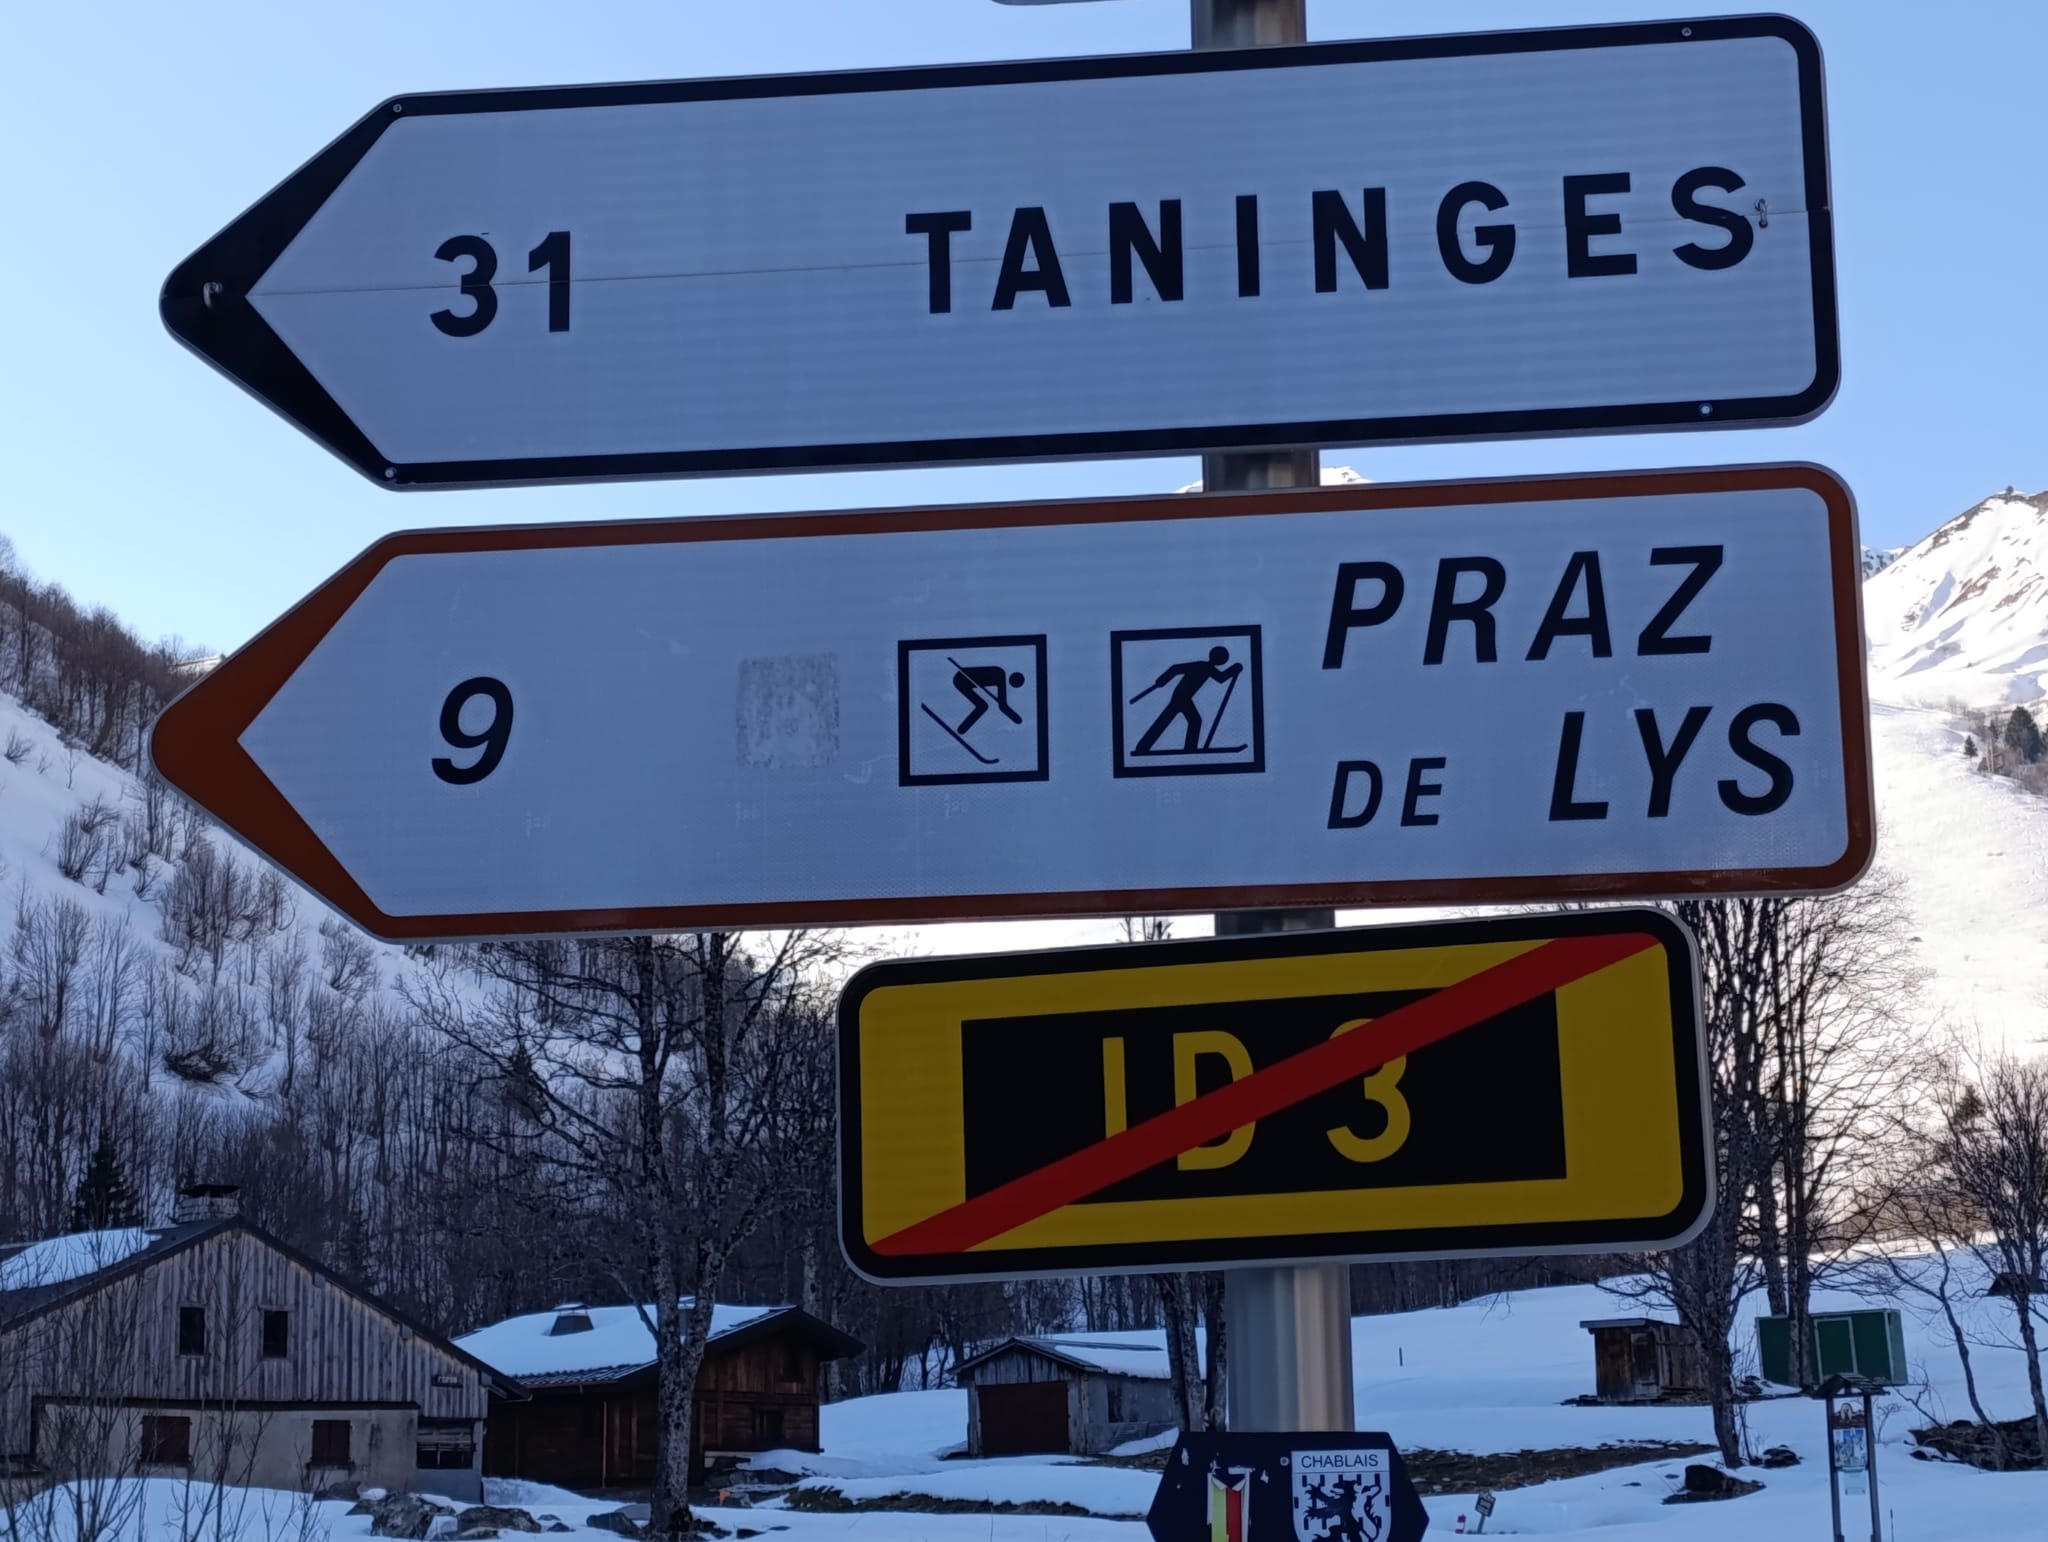 31 TANINGES
9 PRAZ
DE LYS
ID 3
CHABLAIS